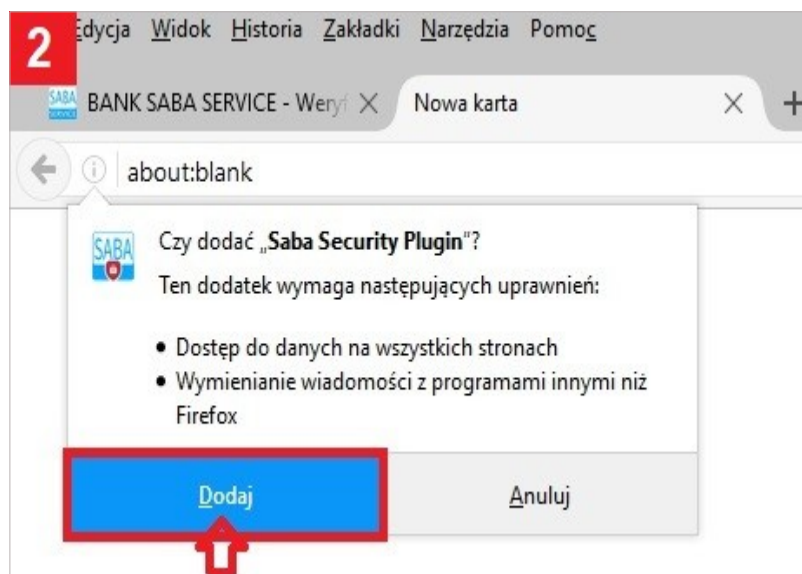 2
Edycja Widok Historia Zakładki Narzędzia Pomoc
SABA SERVICE BANK SABA SERVICE - Weryf Nowa karta
about:blank
SABA
Czy dodać „Saba Security Plugin“?
Ten dodatek wymaga następujących uprawnień:
Dostęp do danych na wszystkich stronach
Wymienianie wiadomości z programami innymi niż
Firefox
Dodaj Anuluj